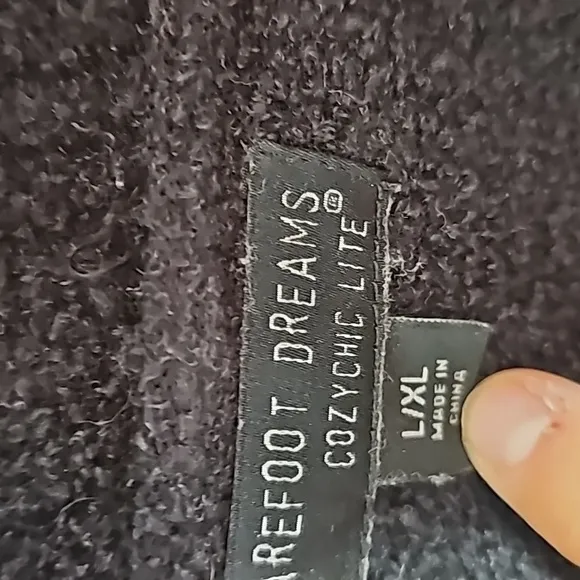 AREFOOT DREAMS
COZYCHIC LITE®
L/XL
MADE IN
CHINA